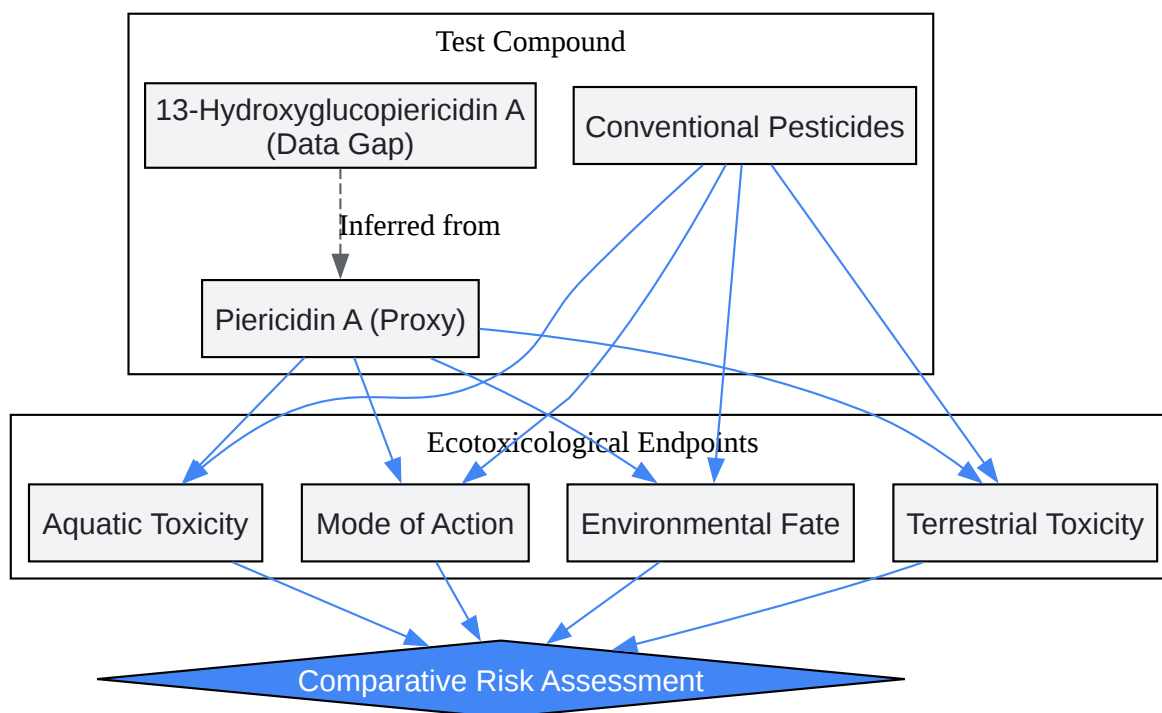 Test Compound
13-Hydroxyglucopiericidin A
(Data Gap)
Conventional Pesticides
Inferred from
Piericidin A (Proxy)
Ecotoxicological Endpoints
Aquatic Toxicity
Mode of Action
Environmental Fate
Terrestrial Toxicity
Comparative Risk Assessment